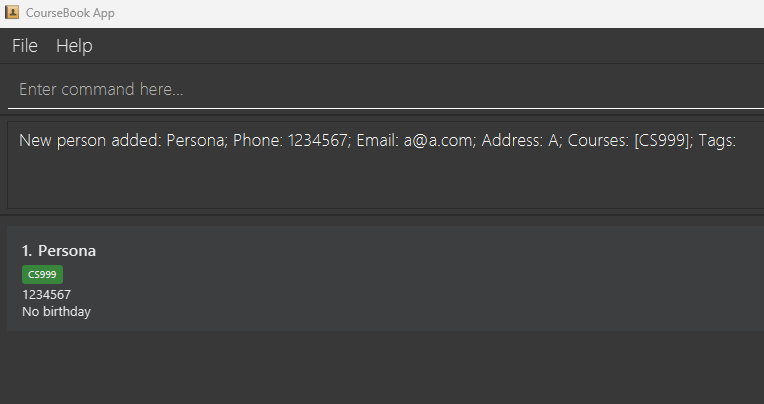 CourseBook App
File Help
Enter command here...
New person added: Persona; Phone: 1234567; Email: a@a.com; Address: A; Courses: [CS999]; Tags:
1. Persona
CS999
1234567
No birthday